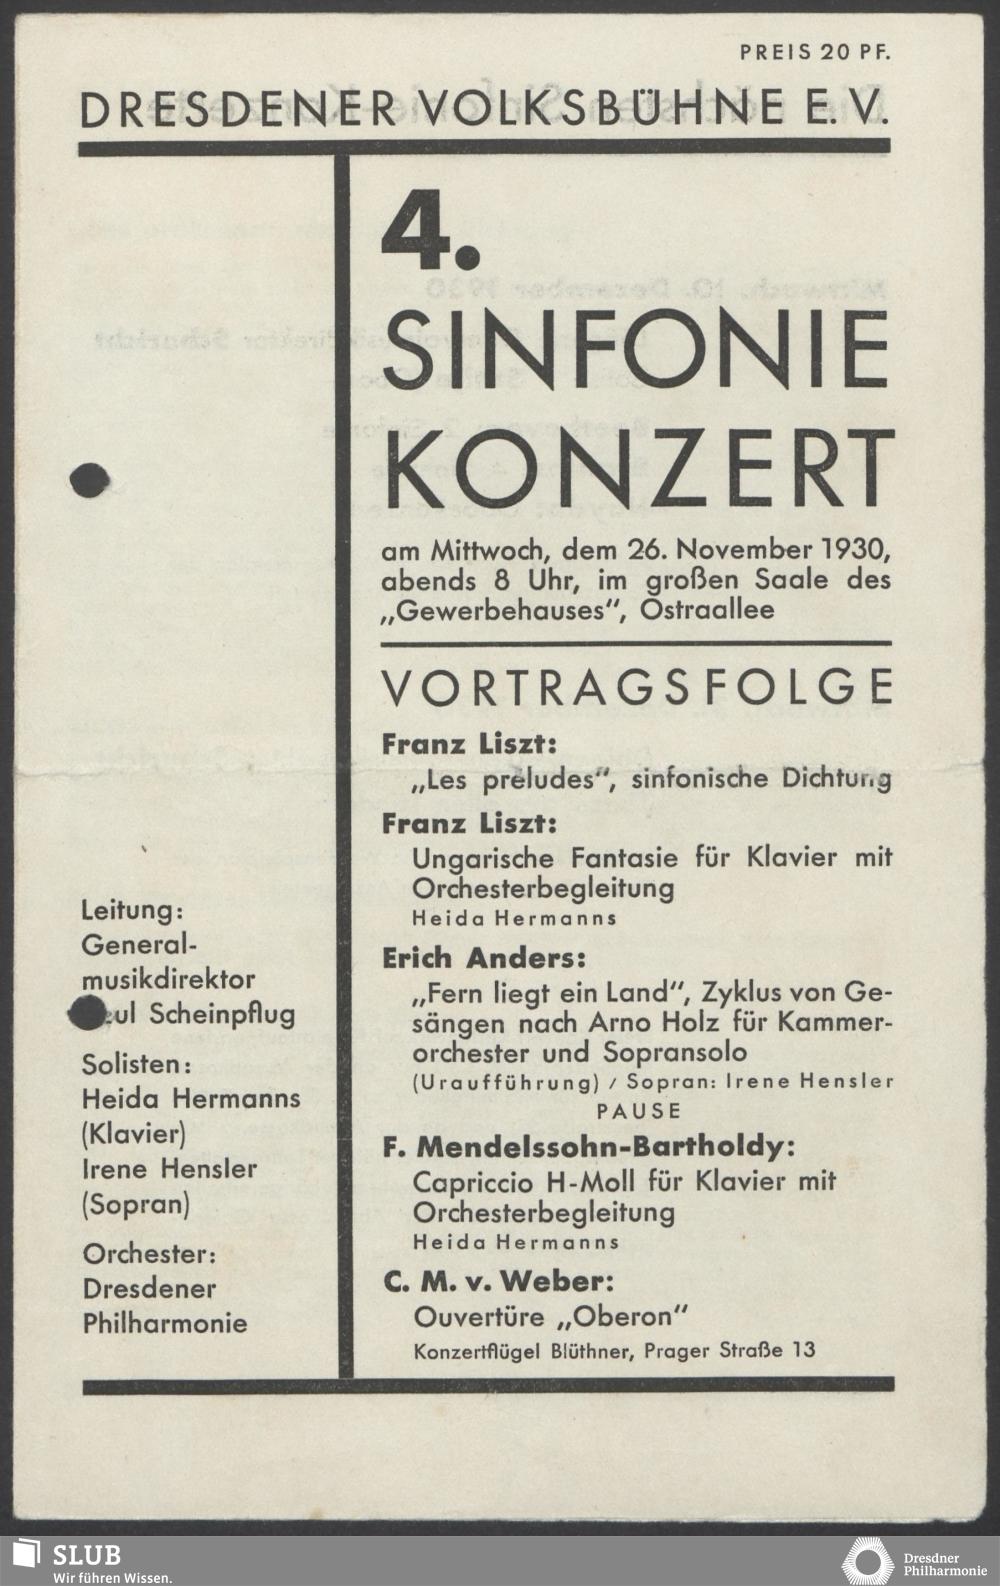 PREIS 20 PF.
DRESDENER VOLKSBÜHNE E. V.
4.
SINFONIE
KONZERT
am Mittwoch, dem 26. November 1930,
abends 8 Uhr, im großen Saale des
„Gewerbehauses“, Ostraallee
VORTRAGSFOLGE
Franz Liszt:
„Les préludes“, sinfonische Dichtung
Franz Liszt:
Ungarische Fantasie für Klavier mit
Orchesterbegleitung
Heida Hermanns
Erich Anders:
„Fern liegt ein Land“, Zyklus von Ge-
sängen nach Arno Holz für Kammer-
orchester und Sopransolo
(Uraufführung) / Sopran: Irene Hensler
PAUSE
F. Mendelssohn-Bartholdy:
Capriccio H-Moll für Klavier mit
Orchesterbegleitung
Heida Hermanns
C. M. v. Weber:
Ouvertüre „Oberon“
Konzertflügel Blüthner, Prager Straße 13
Leitung:
General-
musikdirektor
Scheinpflug
Solisten:
Heida Hermanns
(Klavier)
Irene Hensler
(Sopran)
Orchester:
Dresdener
Philharmonie
SLUB
Wir führen Wissen.
Dresdner
Philharmonie